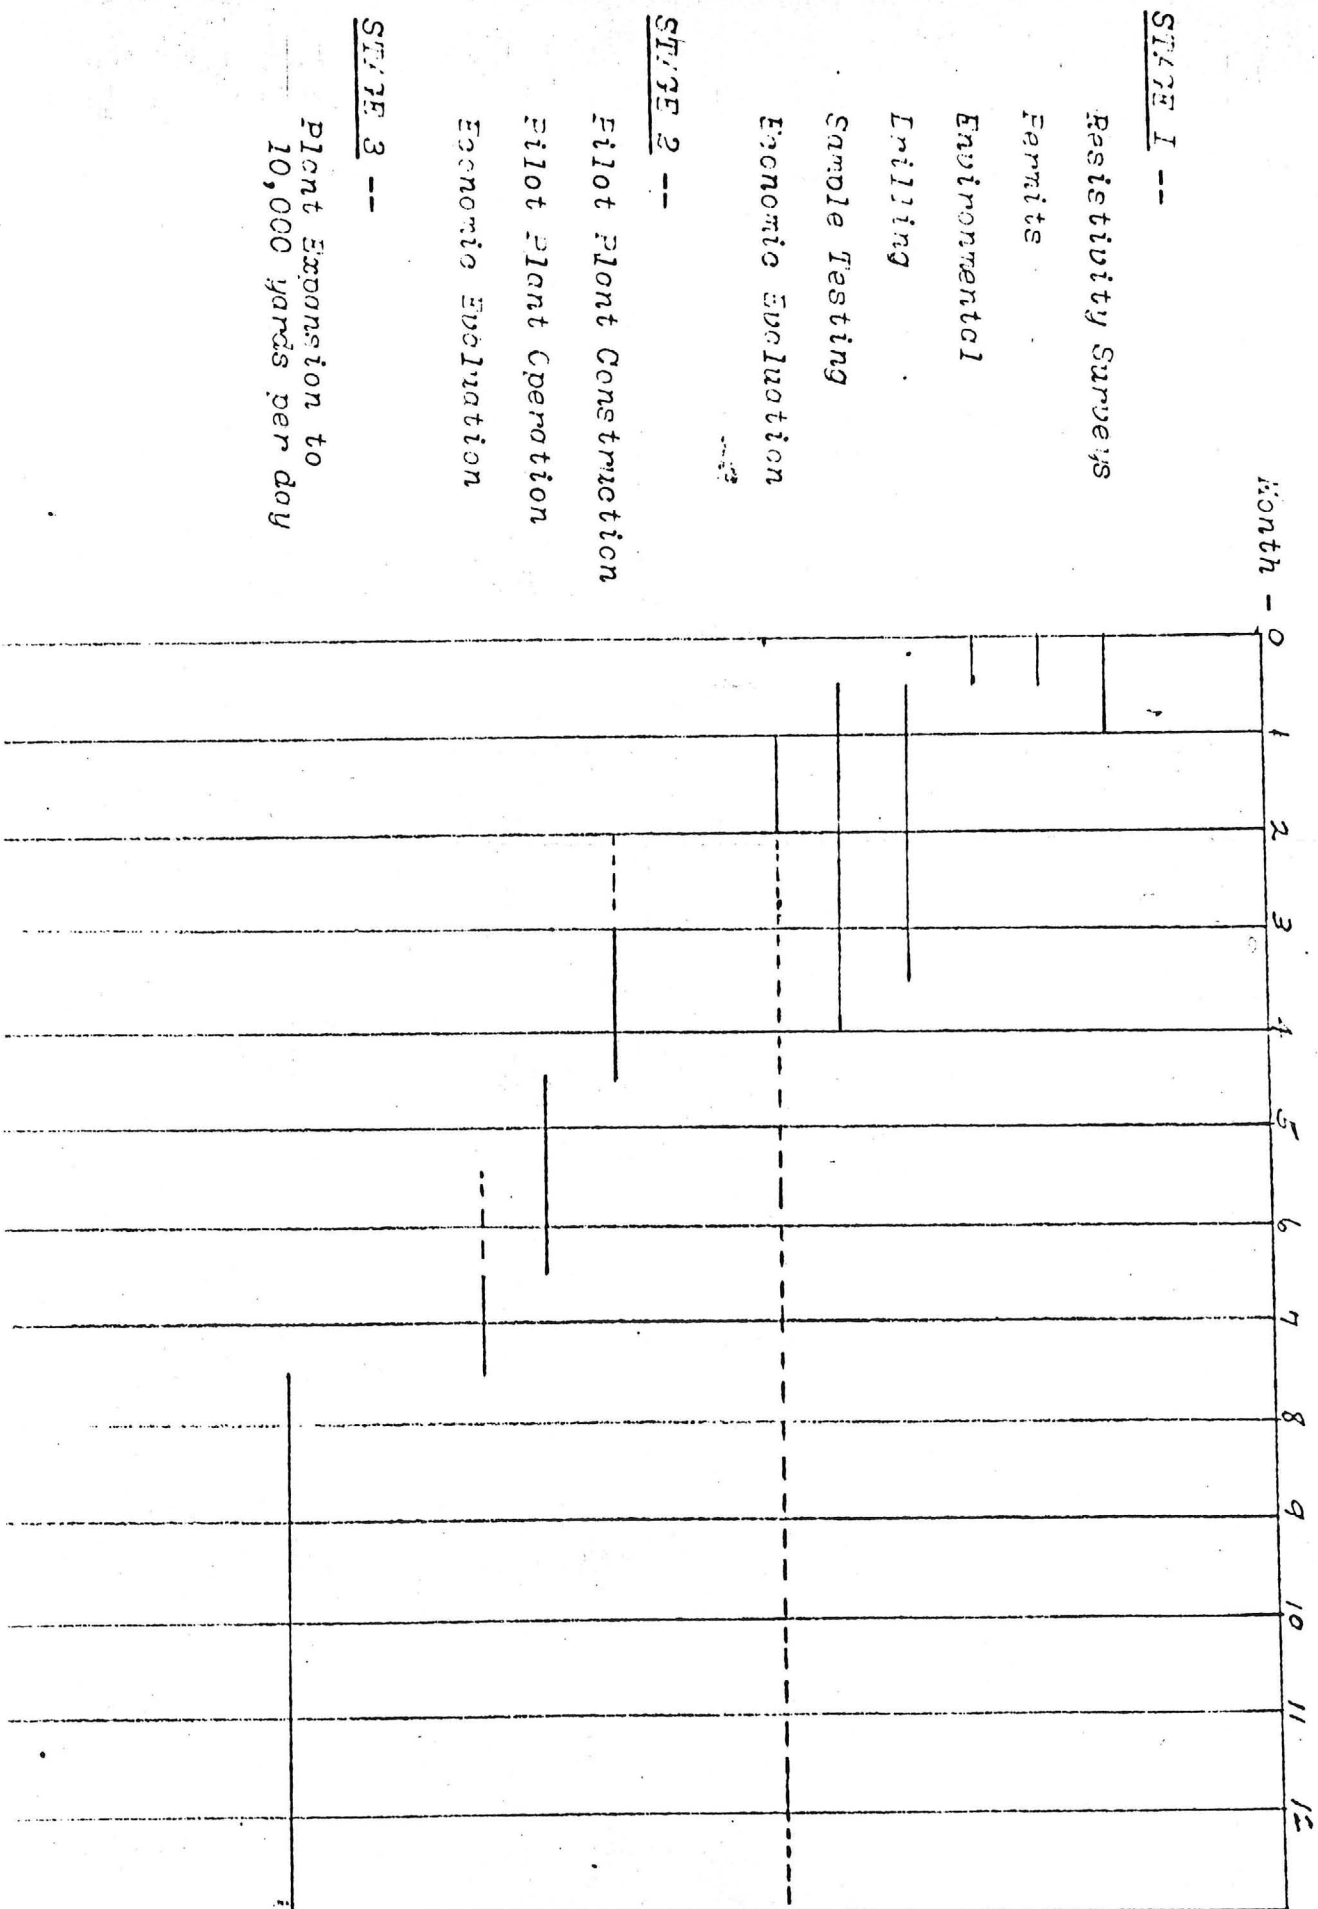 Month - 0 1 2 3 4 5 6 7 8 9 10 11 12
STAGE I --
Resistivity Surveys
Permits
Environmental
Drilling
Sample Testing
Economic Evaluation
STAGE 2 --
Pilot Plant Construction
Pilot Plant Operation
Economic Evaluation
STAGE 3 --
Plant Expansion to
10,000 yards per day